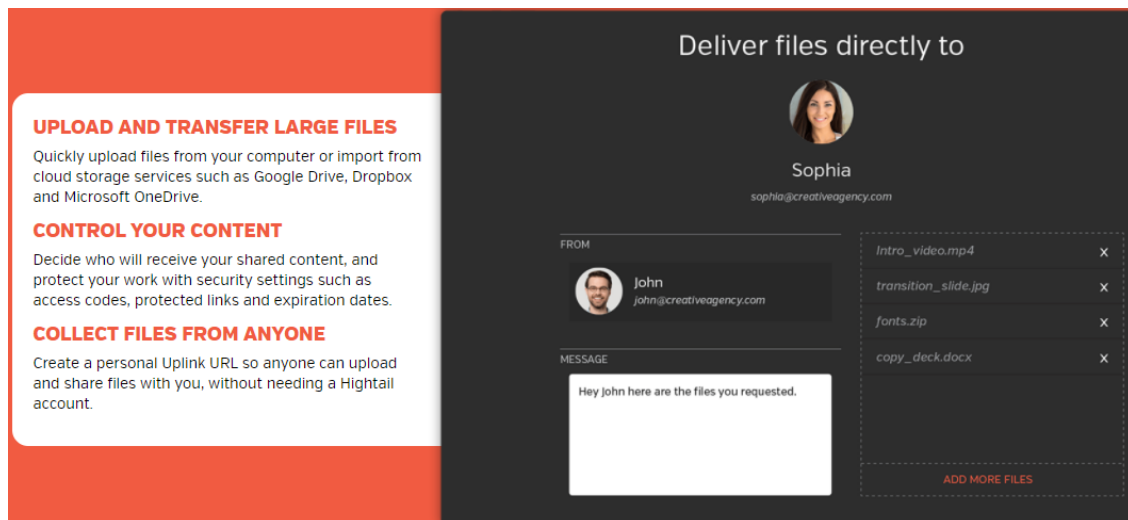 UPLOAD AND TRANSFER LARGE FILES
Quickly upload files from your computer or import from
cloud storage services such as Google Drive, Dropbox
and Microsoft OneDrive.
CONTROL YOUR CONTENT
Decide who will receive your shared content, and
protect your work with security settings such as
access codes, protected links and expiration dates.
COLLECT FILES FROM ANYONE
Create a personal Uplink URL so anyone can upload
and share files with you, without needing a Hightail
account.
Deliver files directly to
Sophia
sophia@creativeagency.com
FROM
John
john@creativeagency.com
MESSAGE
Hey John here are the files you requested.
Intro_video.mp4 X
transition_slide.jpg X
fonts.zip X
copy_deck.docx X
ADD MORE FILES